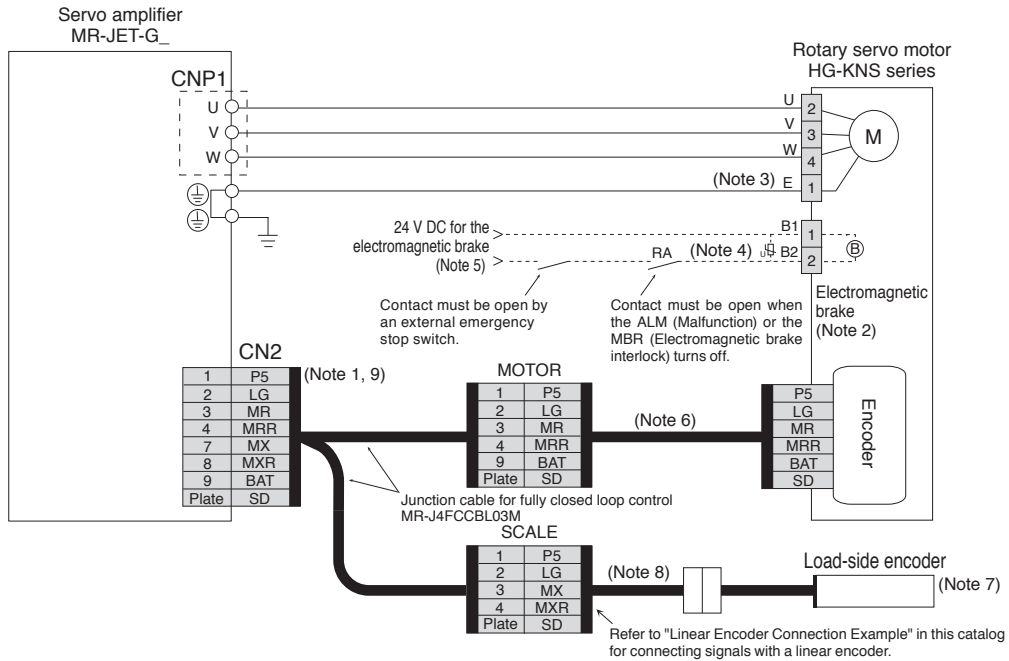 Servo amplifier
MR-JET-G_
Rotary servo motor
HG-KNS series
CNP1
U
V
W
U 2
V 3
W 4
(Note 3) E 1
M
24 V DC for the
electromagnetic brake
(Note 5)
RA (Note 4)
B1 1
U B2 2
B
Contact must be open by
an external emergency
stop switch.
Contact must be open when
the ALM (Malfunction) or the
MBR (Electromagnetic brake
interlock) turns off.
Electromagnetic
brake
(Note 2)
CN2
(Note 1, 9)
1 P5
2 LG
3 MR
4 MRR
7 MX
8 MXR
9 BAT
Plate SD
MOTOR
1 P5
2 LG
3 MR
4 MRR
9 BAT
Plate SD
(Note 6)
P5
LG
MR
MRR
BAT
SD
Encoder
Junction cable for fully closed loop control
MR-J4FCCBL03M
SCALE
1 P5
2 LG
3 MX
4 MXR
Plate SD
(Note 8)
Load-side encoder
(Note 7)
Refer to "Linear Encoder Connection Example" in this catalog
for connecting signals with a linear encoder.